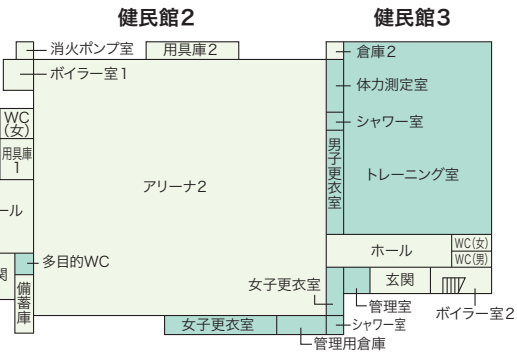 健民館2
健民館3
消火ポンプ室
用具庫2
倉庫2
ボイラー室1
体力測定室
WC
(女)
シャワー室
用具庫
1
男子更衣室
アリーナ2
トレーニング室
ール
ホール
WC(女)
WC(男)
多目的WC
関
備蓄庫
女子更衣室
玄関
管理室
ボイラー室2
女子更衣室
シャワー室
管理用倉庫